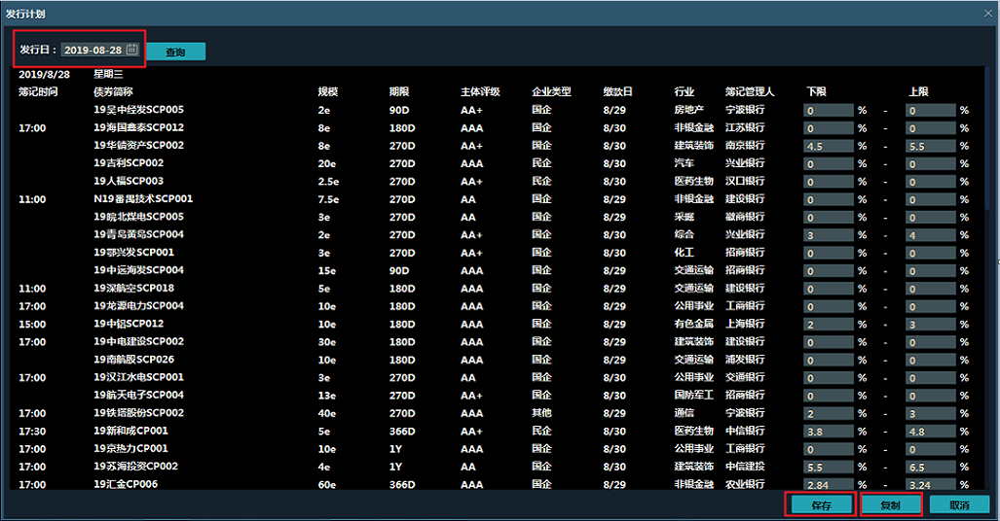 发行计划
发行日： 2019-08-28 查询
2019/8/28 星期三
簿记时间 债券简称 规模 期限 主体评级 企业类型 缴款日 行业 簿记管理人 下限 上限
19吴中经发SCP005 2e 90D AA+ 国企 8/29 房地产 宁波银行 0 % - 0 %
17:00 19海国鑫泰SCP012 8e 180D AAA 国企 8/30 非银金融 江苏银行 0 % - 0 %
19华锦资产SCP002 8e 270D AA+ 国企 8/30 建筑装饰 南京银行 4.5 % - 5.5 %
19吉利SCP002 20e 270D AAA 民企 8/30 汽车 兴业银行 0 % - 0 %
19人福SCP003 2.5e 270D AA+ 民企 8/30 医药生物 汉口银行 0 % - 0 %
11:00 N19番禺技术SCP001 7.5e 270D AA 国企 8/30 非银金融 建设银行 0 % - 0 %
19皖北煤电SCP005 3e 270D AA 国企 8/29 采掘 徽商银行 0 % - 0 %
19青岛黄岛SCP004 2e 270D AA+ 国企 8/30 综合 兴业银行 3 % - 4 %
19鄂兴发SCP001 3e 270D AA+ 国企 8/30 化工 招商银行 0 % - 0 %
19中远海发SCP004 15e 90D AAA 国企 8/29 交通运输 招商银行 0 % - 0 %
11:00 19深航空SCP018 5e 180D AAA 国企 8/29 交通运输 建设银行 0 % - 0 %
17:00 19龙源电力SCP004 10e 180D AAA 国企 8/29 公用事业 工商银行 0 % - 0 %
15:00 19中铝SCP012 10e 180D AAA 国企 8/29 有色金属 上海银行 2 % - 3 %
17:00 19中电建设SCP002 30e 180D AAA 国企 8/29 建筑装饰 建设银行 0 % - 0 %
19南航股SCP026 10e 180D AAA 国企 8/29 交通运输 浦发银行 0 % - 0 %
17:00 19汉江水电SCP001 3e 270D AA 国企 8/30 公用事业 交通银行 0 % - 0 %
19航天电子SCP004 13e 270D AA+ 国企 8/30 国防军工 招商银行 0 % - 0 %
17:00 19铁塔股份SCP002 40e 270D AAA 其他 8/29 通信 宁波银行 2 % - 3 %
17:30 19新和成CP001 5e 366D AA+ 民企 8/30 医药生物 中信银行 3.8 % - 4.8 %
17:00 19京热力CP001 10e 1Y AAA 国企 8/30 公用事业 工商银行 0 % - 0 %
17:00 19苏海投资CP002 4e 1Y AA 国企 8/30 建筑装饰 中信建投 5.5 % - 6.5 %
17:00 19汇金CP006 60e 366D AAA 国企 8/29 非银金融 农业银行 2.84 % - 3.24 %
保存 复制 取消